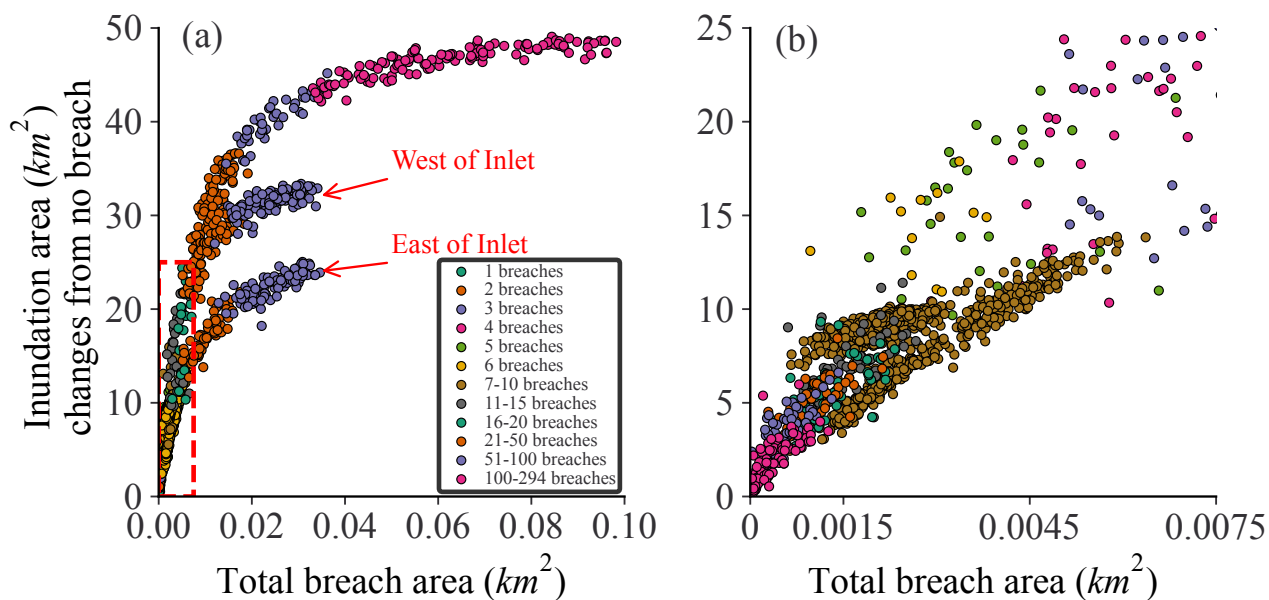 (a)
Inundation area (km²)
changes from no breach
50
40
30
20
10
0
West of Inlet
East of Inlet
1 breaches
2 breaches
3 breaches
4 breaches
5 breaches
6 breaches
7-10 breaches
11-15 breaches
16-20 breaches
21-50 breaches
51-100 breaches
100-294 breaches
0.00 0.02 0.04 0.06 0.08 0.10
Total breach area (km²)
(b)
25
20
15
10
5
0
0 0.0015 0.0045 0.0075
Total breach area (km²)